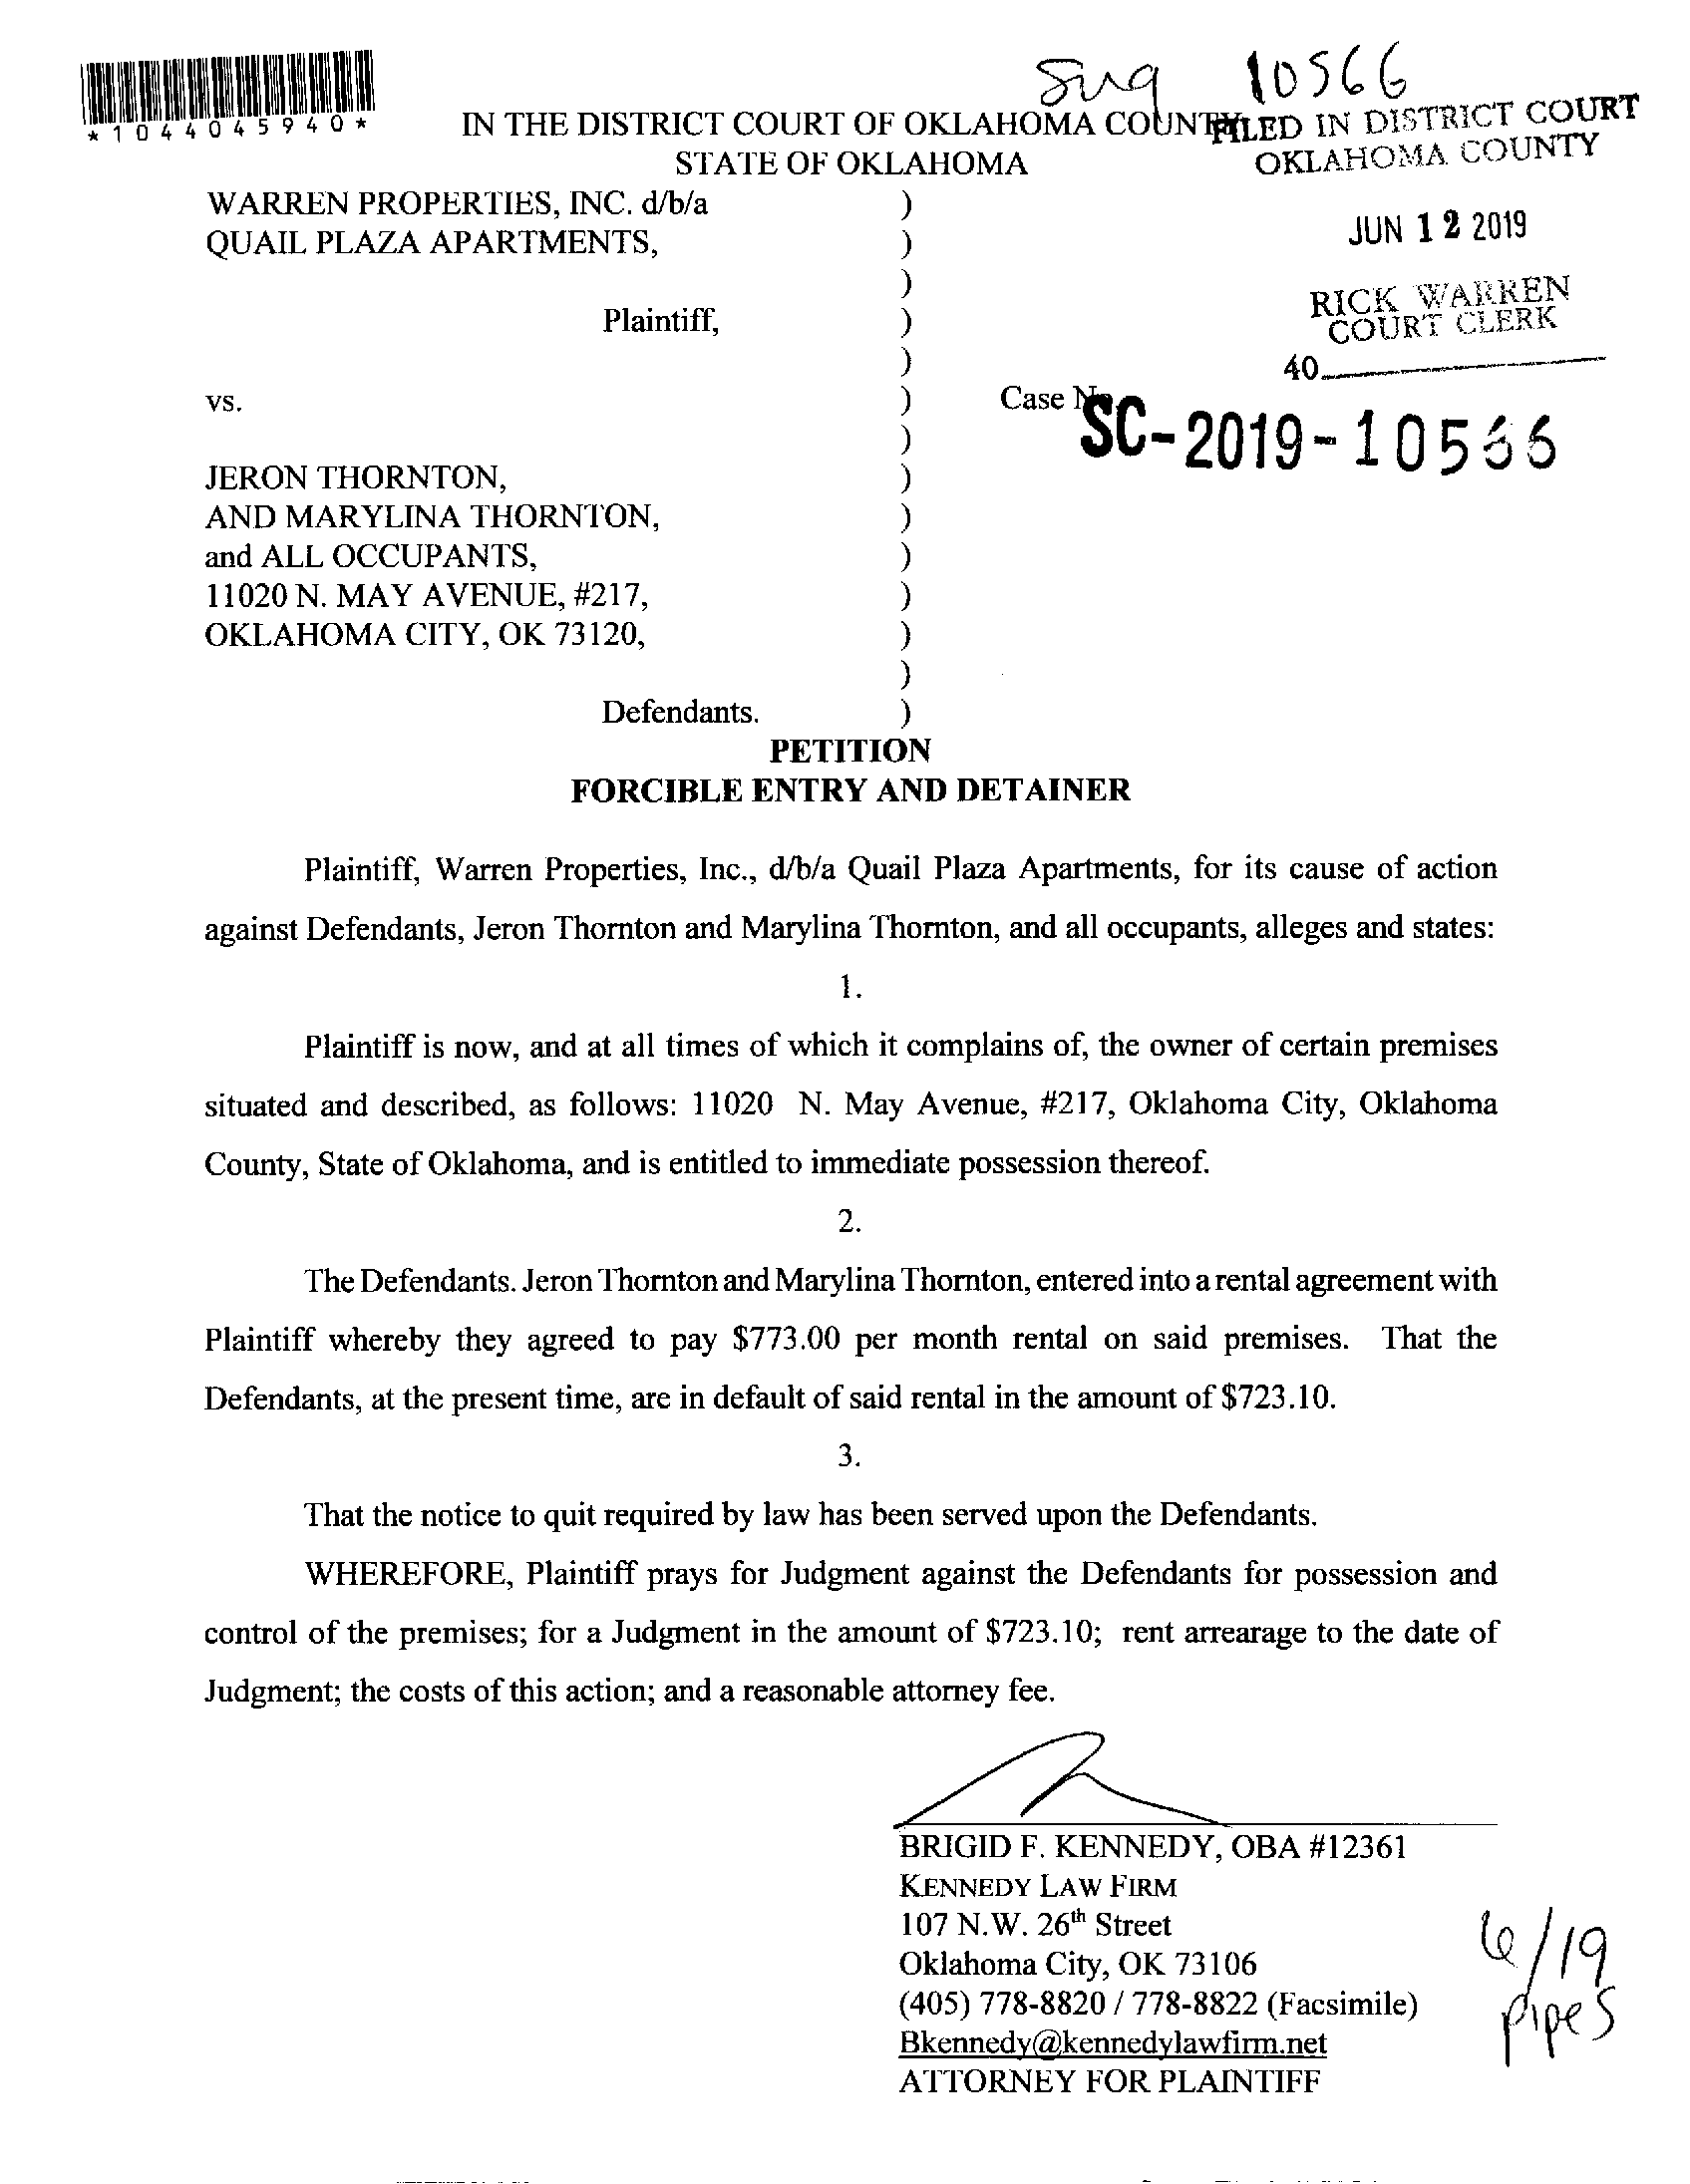 Sug 10566
*1044045940*
IN THE DISTRICT COURT OF OKLAHOMA COUNTY
STATE OF OKLAHOMA
FILED IN DISTRICT COURT
OKLAHOMA COUNTY
JUN 12 2019
RICK WARREN
COURT CLERK
40
WARREN PROPERTIES, INC. d/b/a )
QUAIL PLAZA APARTMENTS, )
)
Plaintiff, )
)
vs. ) Case No.
SC-2019-10566
)
JERON THORNTON, )
AND MARYLINA THORNTON, )
and ALL OCCUPANTS, )
11020 N. MAY AVENUE, #217, )
OKLAHOMA CITY, OK 73120, )
)
Defendants. )
PETITION
FORCIBLE ENTRY AND DETAINER
Plaintiff, Warren Properties, Inc., d/b/a Quail Plaza Apartments, for its cause of action
against Defendants, Jeron Thornton and Marylina Thornton, and all occupants, alleges and states:
1.
Plaintiff is now, and at all times of which it complains of, the owner of certain premises
situated and described, as follows: 11020 N. May Avenue, #217, Oklahoma City, Oklahoma
County, State of Oklahoma, and is entitled to immediate possession thereof.
2.
The Defendants. Jeron Thornton and Marylina Thornton, entered into a rental agreement with
Plaintiff whereby they agreed to pay $773.00 per month rental on said premises. That the
Defendants, at the present time, are in default of said rental in the amount of $723.10.
3.
That the notice to quit required by law has been served upon the Defendants.
WHEREFORE, Plaintiff prays for Judgment against the Defendants for possession and
control of the premises; for a Judgment in the amount of $723.10; rent arrearage to the date of
Judgment; the costs of this action; and a reasonable attorney fee.
BRIGID F. KENNEDY, OBA #12361
KENNEDY LAW FIRM
107 N.W. 26th Street
Oklahoma City, OK 73106
(405) 778-8820 / 778-8822 (Facsimile)
Bkennedy@kennedylawfirm.net
ATTORNEY FOR PLAINTIFF
6/19
pipes